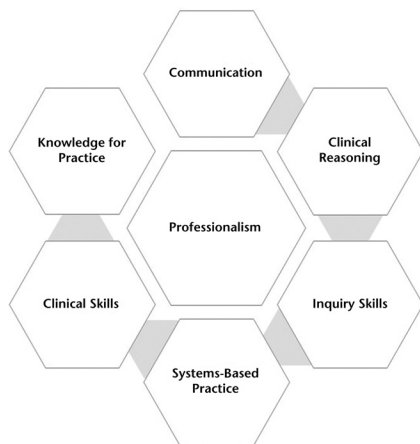 Communication
Knowledge for
Practice
Clinical
Reasoning
Professionalism
Clinical Skills
Inquiry Skills
Systems-Based
Practice